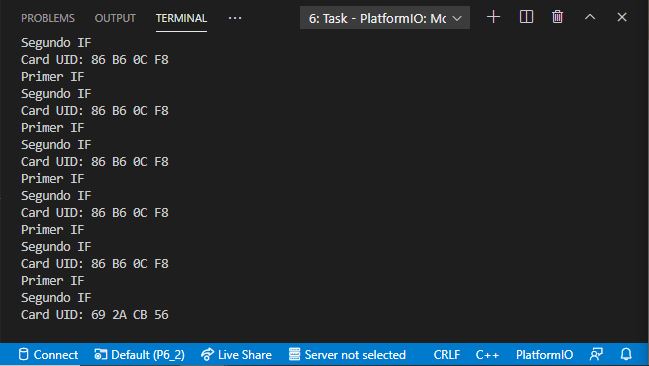 PROBLEMS OUTPUT TERMINAL ... 6: Task - PlatformIO: Mc
Segundo IF
Card UID: 86 B6 0C F8
Primer IF
Segundo IF
Card UID: 86 B6 0C F8
Primer IF
Segundo IF
Card UID: 86 B6 0C F8
Primer IF
Segundo IF
Card UID: 86 B6 0C F8
Primer IF
Segundo IF
Card UID: 86 B6 0C F8
Primer IF
Segundo IF
Card UID: 69 2A CB 56
Connect Default (P6_2) Live Share Server not selected CRLF C++ PlatformIO